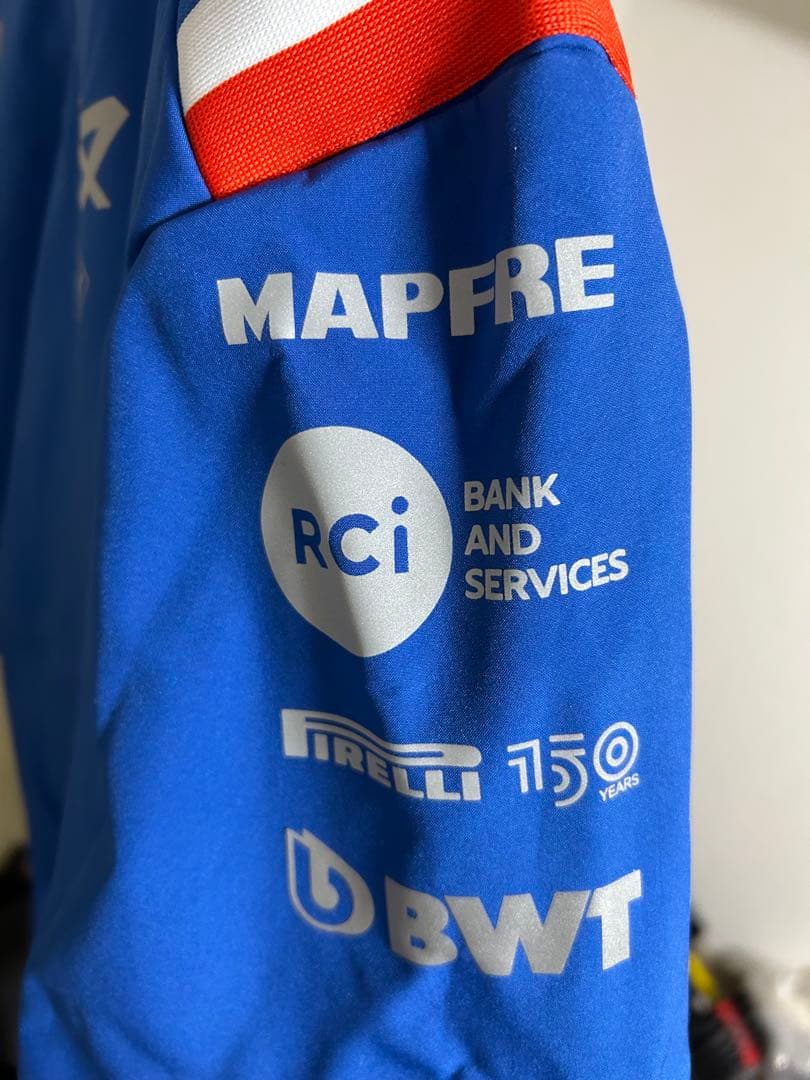 MAPFRE
RCi
BANK
AND
SERVICES
PIRELLI 150
YEARS
BWT